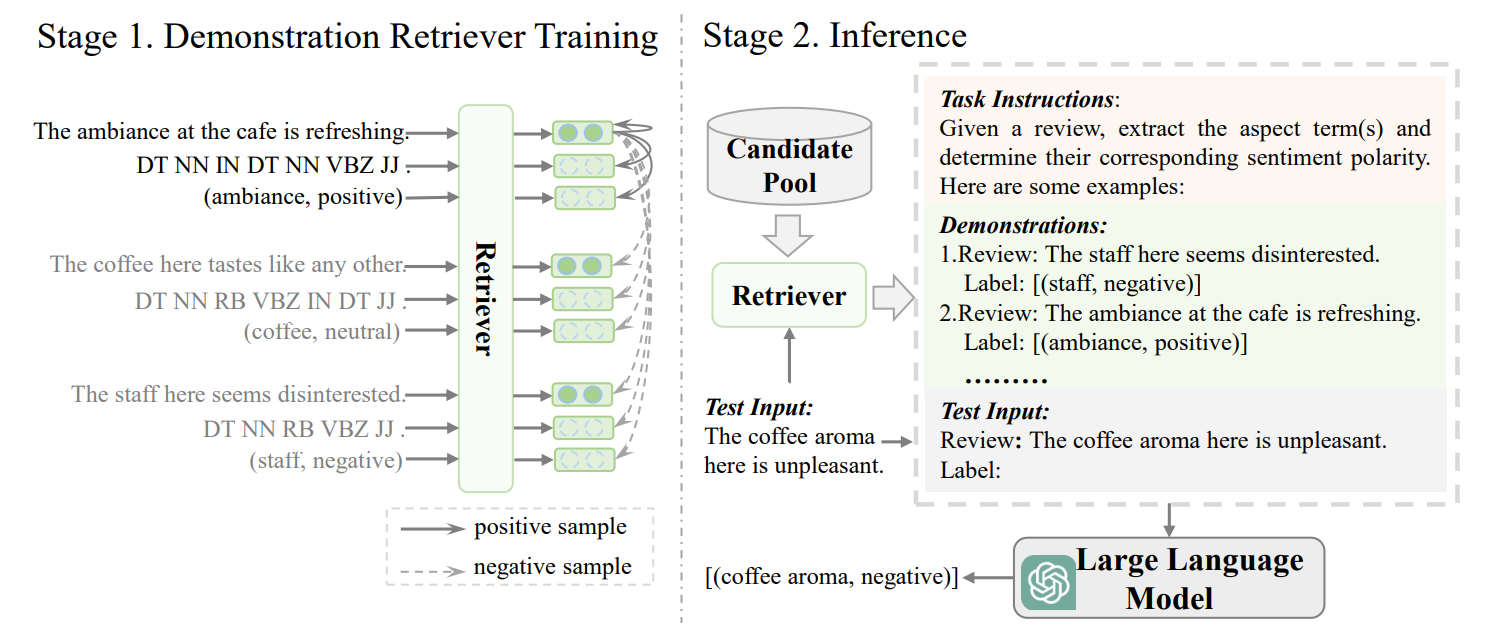 Stage 1. Demonstration Retriever Training
The ambiance at the cafe is refreshing.
DT NN IN DT NN VBZ JJ .
(ambiance, positive)
The coffee here tastes like any other.
DT NN RB VBZ IN DT JJ .
(coffee, neutral)
The staff here seems disinterested.
DT NN RB VBZ JJ .
(staff, negative)
Retriever
positive sample
negative sample
Stage 2. Inference
Candidate
Pool
Retriever
Test Input:
The coffee aroma
here is unpleasant.
Task Instructions:
Given a review, extract the aspect term(s) and
determine their corresponding sentiment polarity.
Here are some examples:
Demonstrations:
1.Review: The staff here seems disinterested.
Label: [(staff, negative)]
2.Review: The ambiance at the cafe is refreshing.
Label: [(ambiance, positive)]
.........
Test Input:
Review: The coffee aroma here is unpleasant.
Label:
Large Language
Model
[(coffee aroma, negative)]